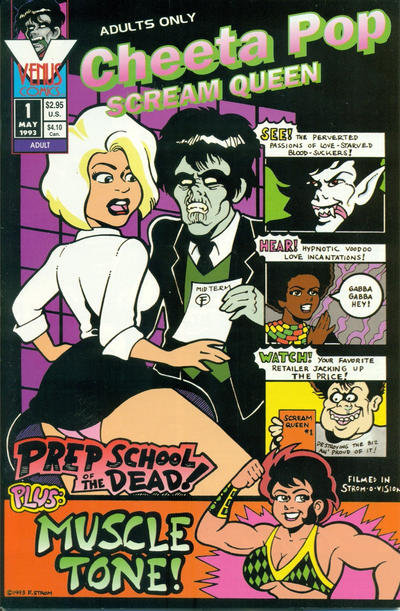 ADULTS ONLY
Cheeta Pop
SCREAM QUEEN
VENUS
COMICS
1
MAY
1993
$2.95
U.S.
$4.10
Can.
ADULT
SEE! THE PERVERTED
PASSIONS OF LOVE-STARVED
BLOOD-SUCKERS!
MIDTERM
F
HEAR! HYPNOTIC VOODOO
LOVE INCANTATIONS!
GABBA
GABBA
HEY!
WATCH! YOUR FAVORITE
RETAILER JACKING UP
THE PRICE!
SCREAM
QUEEN
#1
DESTROYING THE BIZ
AN' PROUD OF IT!
PREP SCHOOL
OF THE DEAD!
PLUS:
MUSCLE
TONE!
FILMED IN
STROM-O-VISION
©1993 F. STROM